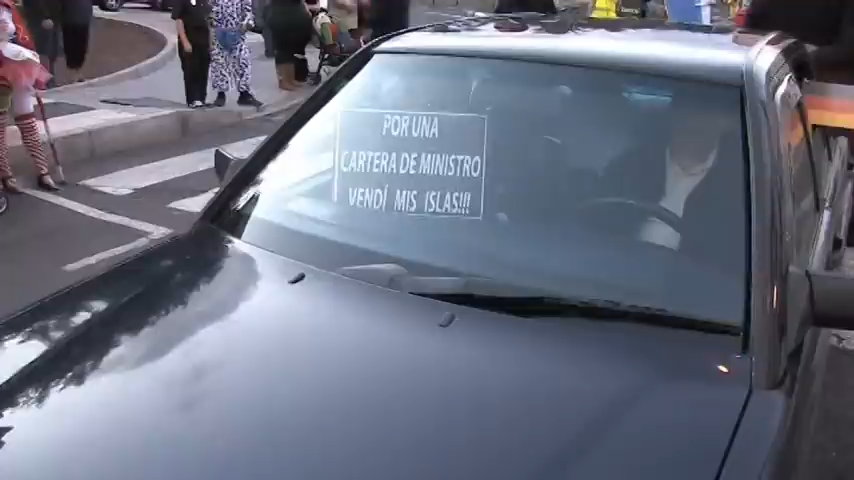 POR UNA
CARTERA DE MINISTRO
VENDÍ MIS ISLAS!!!